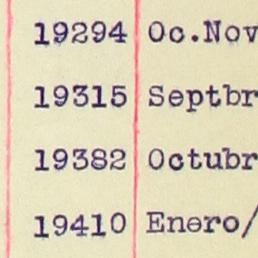 19294 Oc.Nov
19315 Septbr
19382 Octubr
19410 Enero/